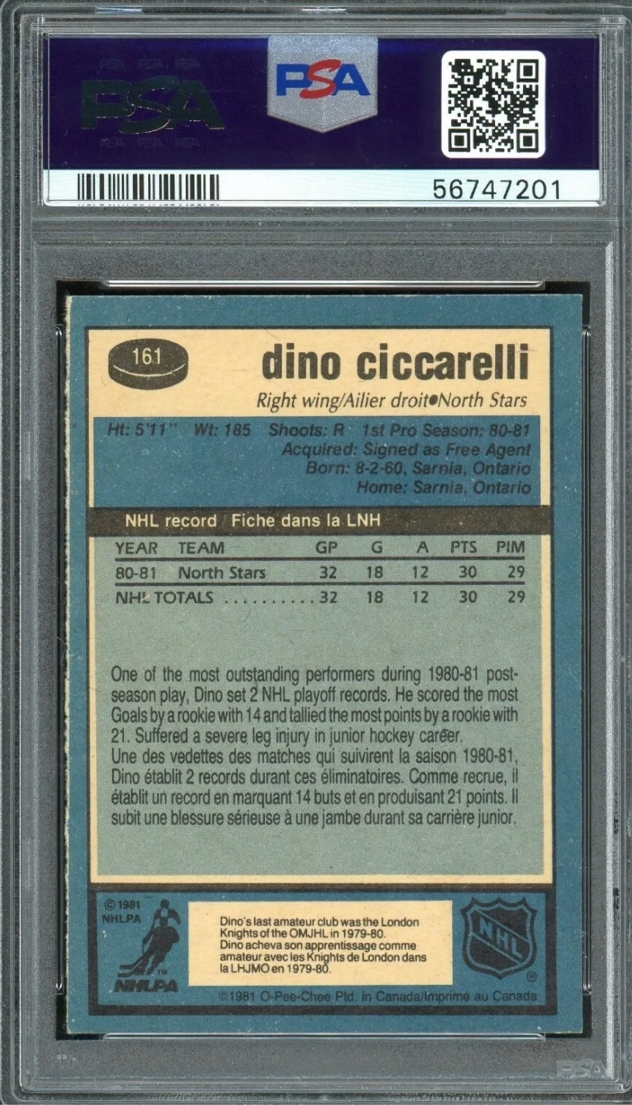 PSA PSA PSA
PSA
PSA PSA PSA
PSA
56747201
161
dino ciccarelli
Right wing/Ailier droit●North Stars
Ht: 5'11" Wt: 185 Shoots: R 1st Pro Season: 80-81
Acquired: Signed as Free Agent
Born: 8-2-60, Sarnia, Ontario
Home: Sarnia, Ontario
NHL record / Fiche dans la LNH
YEAR TEAM GP G A PTS PIM
80-81 North Stars 32 18 12 30 29
NHL TOTALS .......... 32 18 12 30 29
One of the most outstanding performers during 1980-81 post-
season play, Dino set 2 NHL playoff records. He scored the most
Goals by a rookie with 14 and tallied the most points by a rookie with
21. Suffered a severe leg injury in junior hockey career.
Une des vedettes des matches qui suivirent la saison 1980-81,
Dino établit 2 records durant ces éliminatoires. Comme recrue, il
établit un record en marquant 14 buts et en produisant 21 points. Il
subit une blessure sérieuse à une jambe durant sa carrière junior.
© 1981
NHLPA
TM
NHLPA
Dino's last amateur club was the London
Knights of the OMJHL in 1979-80.
Dino acheva son apprentissage comme
amateur avec les Knights de London dans
la LHJMO en 1979-80.
NHL
®
©1981 O-Pee-Chee Ptd. in Canada/Imprimé au Canada
PSA